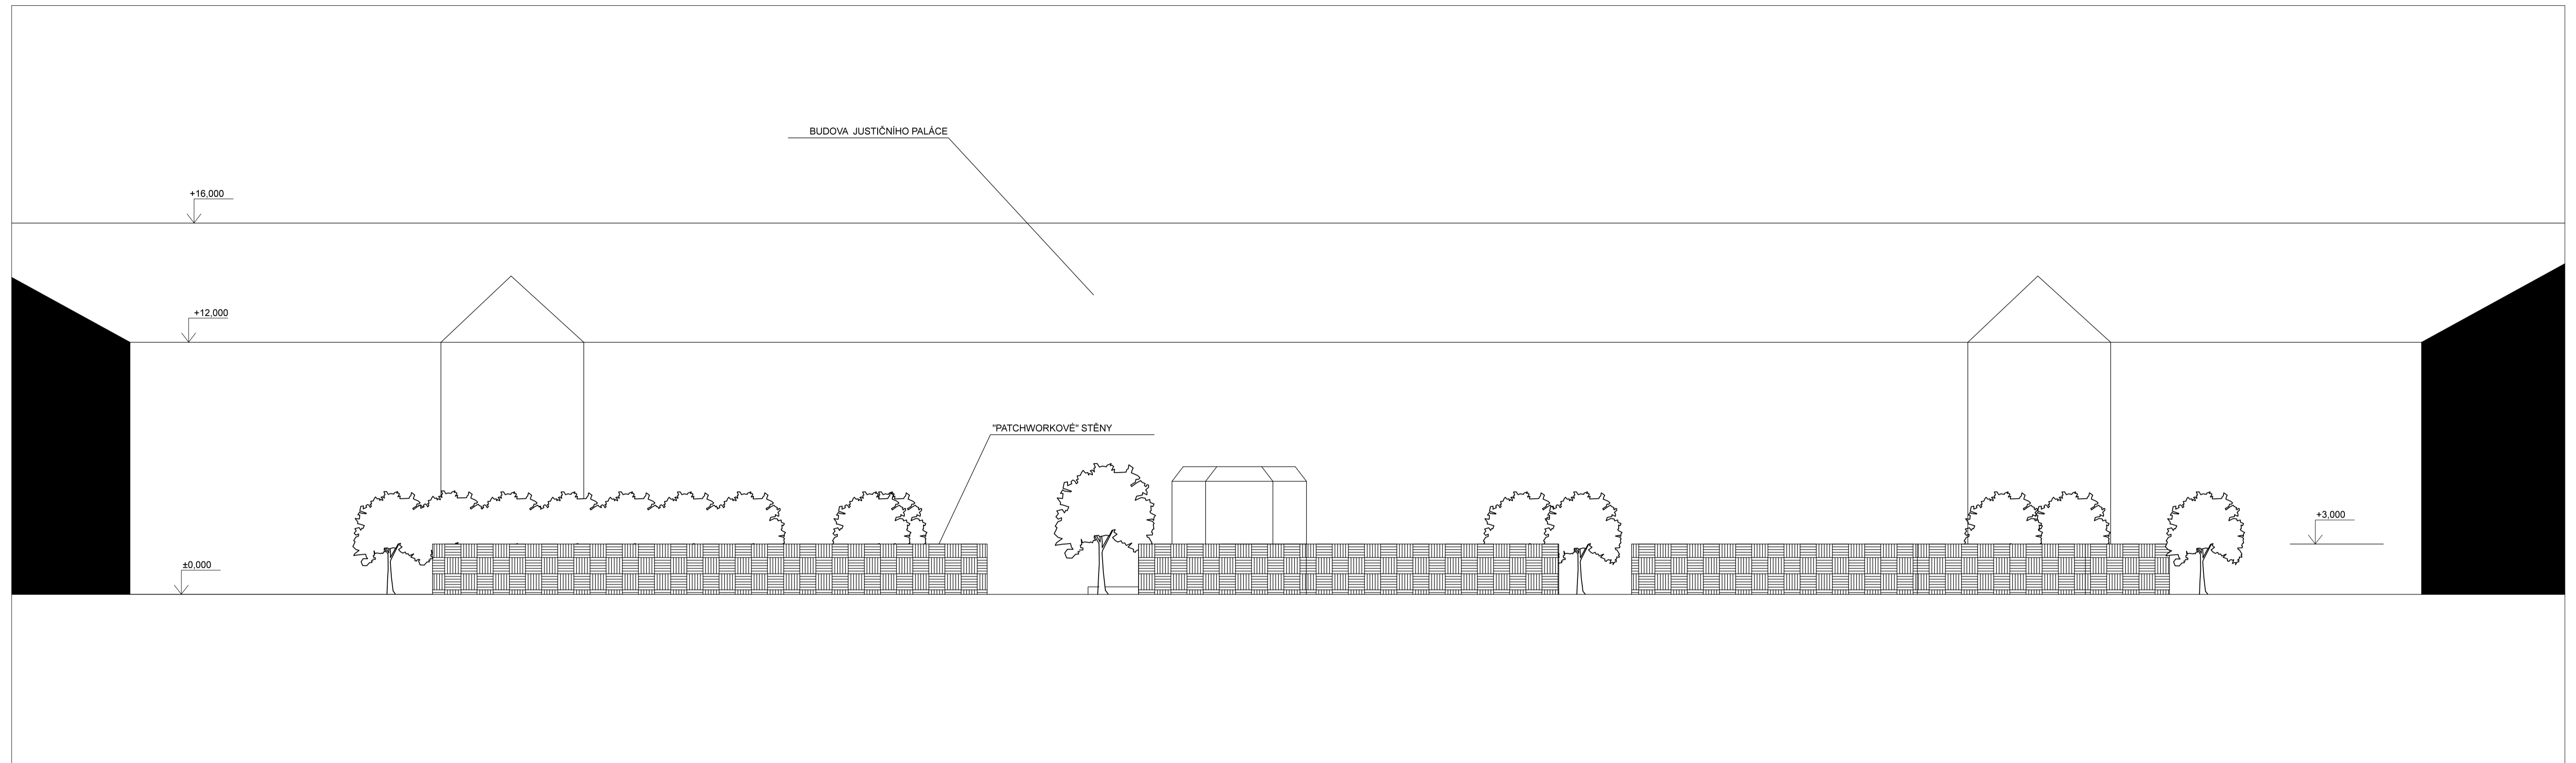 BUDOVA  JUSTIČNÍHO PALÁCE
+16,000
+12,000
"PATCHWORKOVÉ" STĚNY
+3,000
±0,000